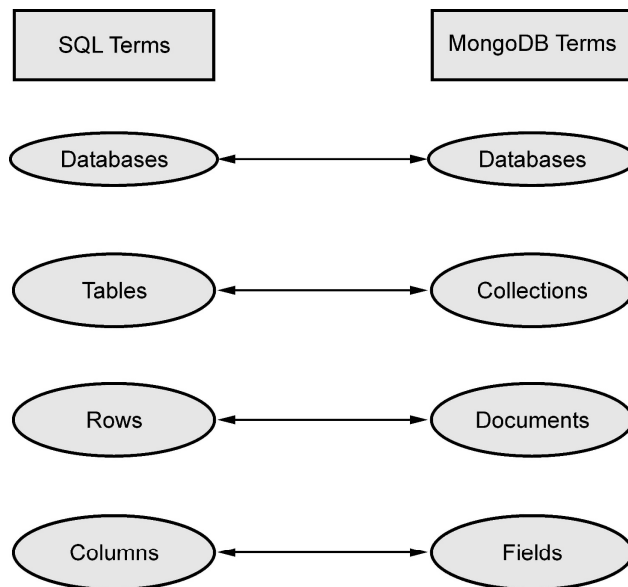 SQL Terms
MongoDB Terms
Databases
Databases
Tables
Collections
Rows
Documents
Columns
Fields